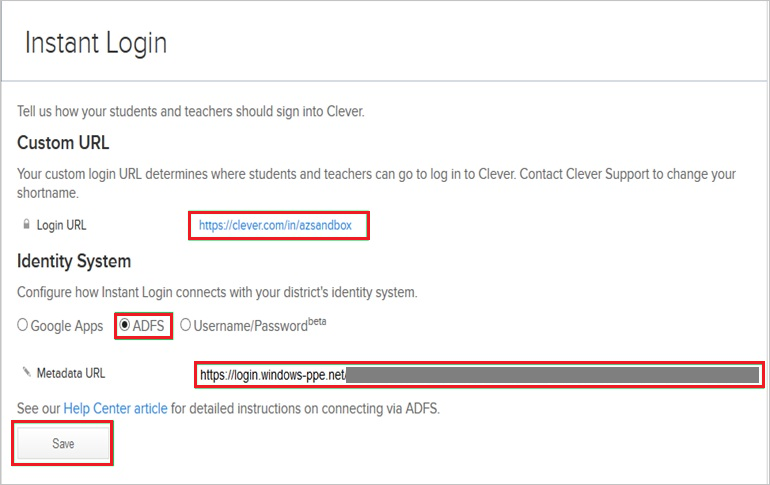 Instant Login
Tell us how your students and teachers should sign into Clever.
Custom URL
Your custom login URL determines where students and teachers can go to log in to Clever. Contact Clever Support to change your
shortname.
Login URL https://clever.com/in/azsandbox
Identity System
Configure how Instant Login connects with your district's identity system.
Google Apps ADFS Username/Password beta
Metadata URL https://login.windows-ppe.net/
See our Help Center article for detailed instructions on connecting via ADFS.
Save